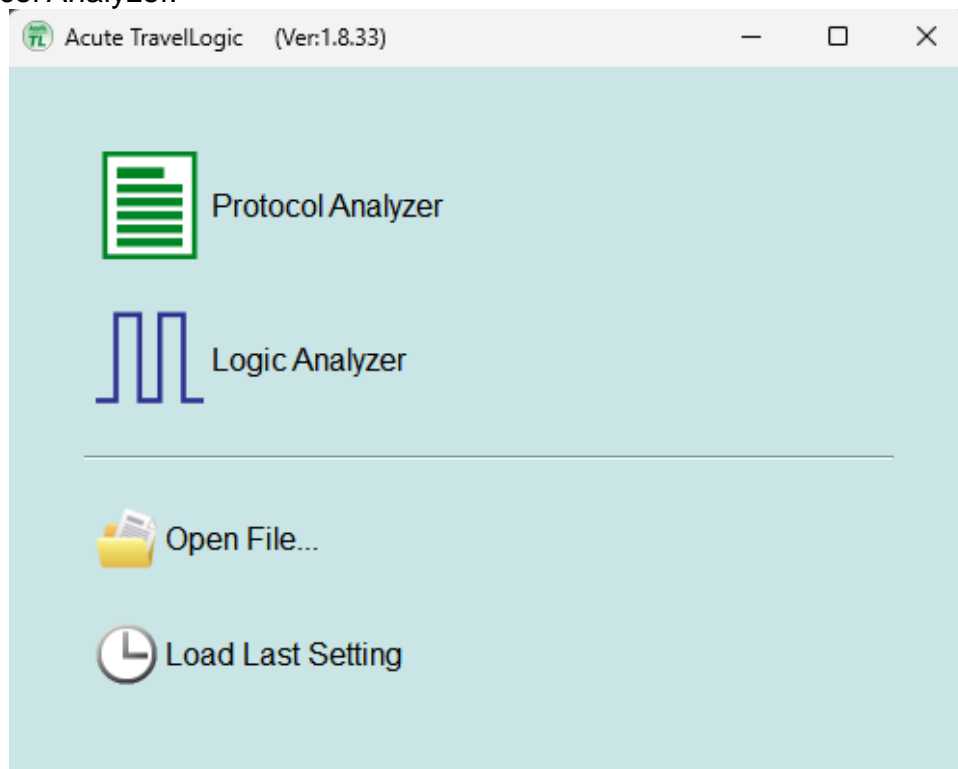 Acute TravelLogic (Ver:1.8.33)
Protocol Analyzer
Logic Analyzer
Open File...
Load Last Setting